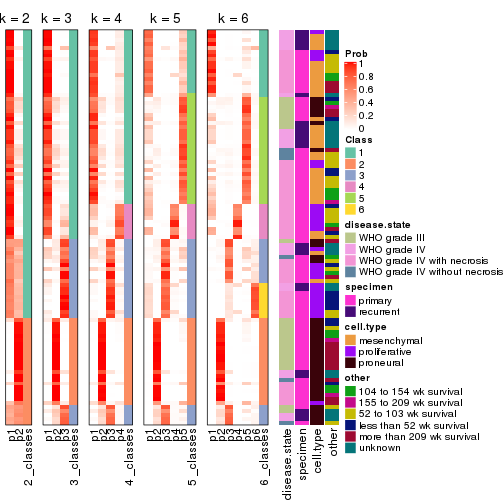 k = 2
k = 3
k = 4
k = 5
k = 6
Prob
1
0.8
0.6
0.4
0.2
0
Class
1
2
3
4
5
6
disease.state
WHO grade III
WHO grade IV
WHO grade IV with necrosis
WHO grade IV without necrosis
specimen
primary
recurrent
cell.type
mesenchymal
proliferative
proneural
other
104 to 154 wk survival
155 to 209 wk survival
52 to 103 wk survival
less than 52 wk survival
more than 209 wk survival
unknown
p1
p2
2_classes
p1
p2
p3
3_classes
p1
p2
p3
p4
4_classes
p1
p2
p3
p4
p5
5_classes
p1
p2
p3
p4
p5
p6
6_classes
disease.state
specimen
cell.type
other